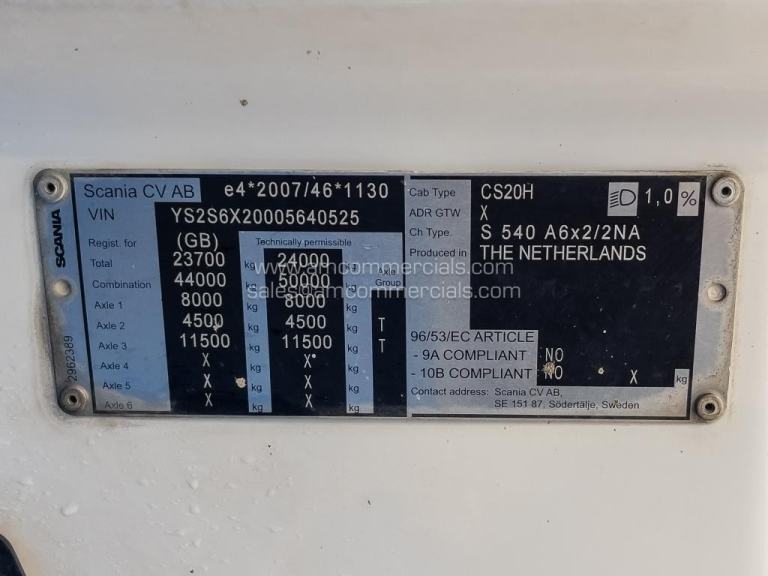 SCANIA
2962389
Scania CV AB e4*2007/46*1130
VIN YS2S6X20005640525
Regist. for (GB) Technically permissible
Total 23700 kg 24000 kg Axle Group
Combination 44000 kg 50000 kg
Axle 1 8000 kg 8000 kg
Axle 2 4500 kg 4500 kg T
Axle 3 11500 kg 11500 kg T
Axle 4 X kg X kg
Axle 5 X kg X kg
Axle 6 X kg X kg
Cab Type CS20H 1,0 %
ADR GTW X
Ch Type. S 540 A6x2/2NA
Produced in THE NETHERLANDS
96/53/EC ARTICLE
- 9A COMPLIANT NO
- 10B COMPLIANT NO X kg
Contact address: Scania CV AB,
SE 151 87, Södertälje, Sweden
www.amcommercials.com
sales@amcommercials.com